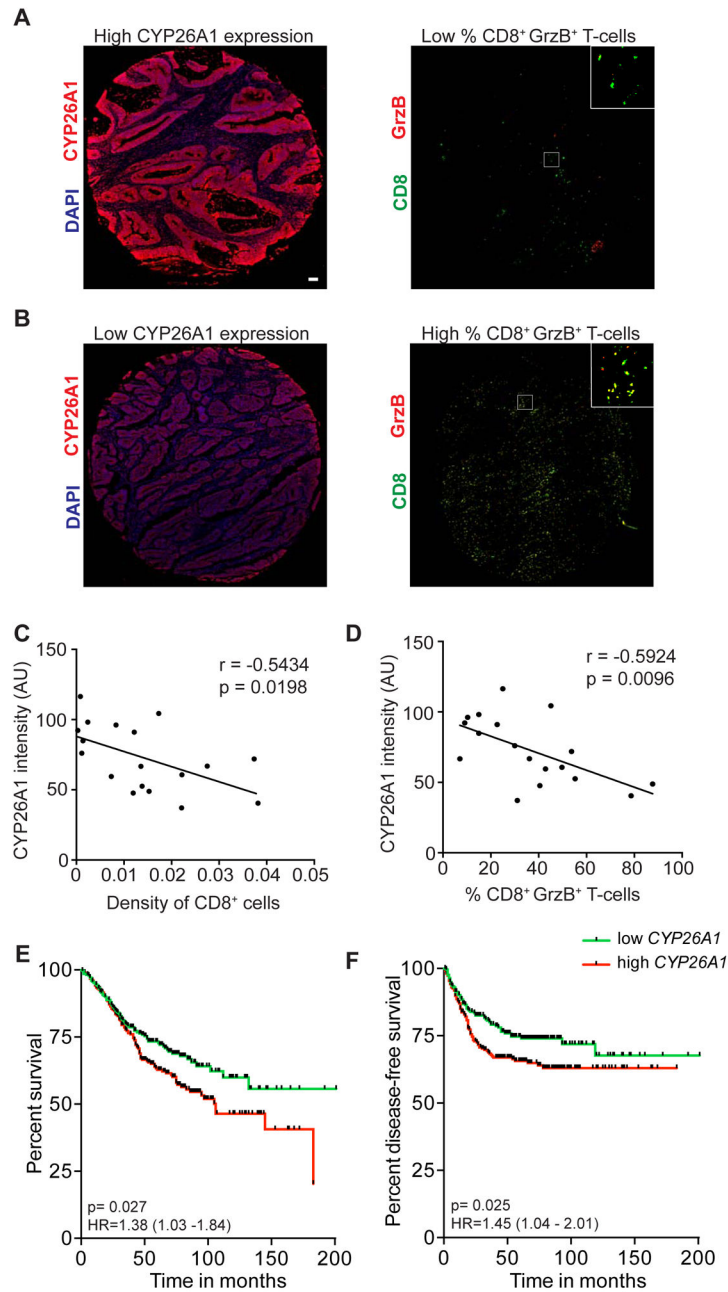 A
High CYP26A1 expression
Low % CD8⁺ GrzB⁺ T-cells
DAPI CYP26A1
CD8 GrzB
B
Low CYP26A1 expression
High % CD8⁺ GrzB⁺ T-cells
DAPI CYP26A1
CD8 GrzB
C
CYP26A1 intensity (AU)
150
100
50
0
r = -0.5434
p = 0.0198
0 0.01 0.02 0.03 0.04 0.05
Density of CD8⁺ cells
D
CYP26A1 intensity (AU)
150
100
50
0
r = -0.5924
p = 0.0096
0 20 40 60 80 100
% CD8⁺ GrzB⁺ T-cells
low CYP26A1
high CYP26A1
E
Percent survival
100
75
50
25
0
p= 0.027
HR=1.38 (1.03 -1.84)
0 50 100 150 200
Time in months
F
Percent disease-free survival
100
75
50
25
0
p= 0.025
HR=1.45 (1.04 - 2.01)
0 50 100 150 200
Time in months